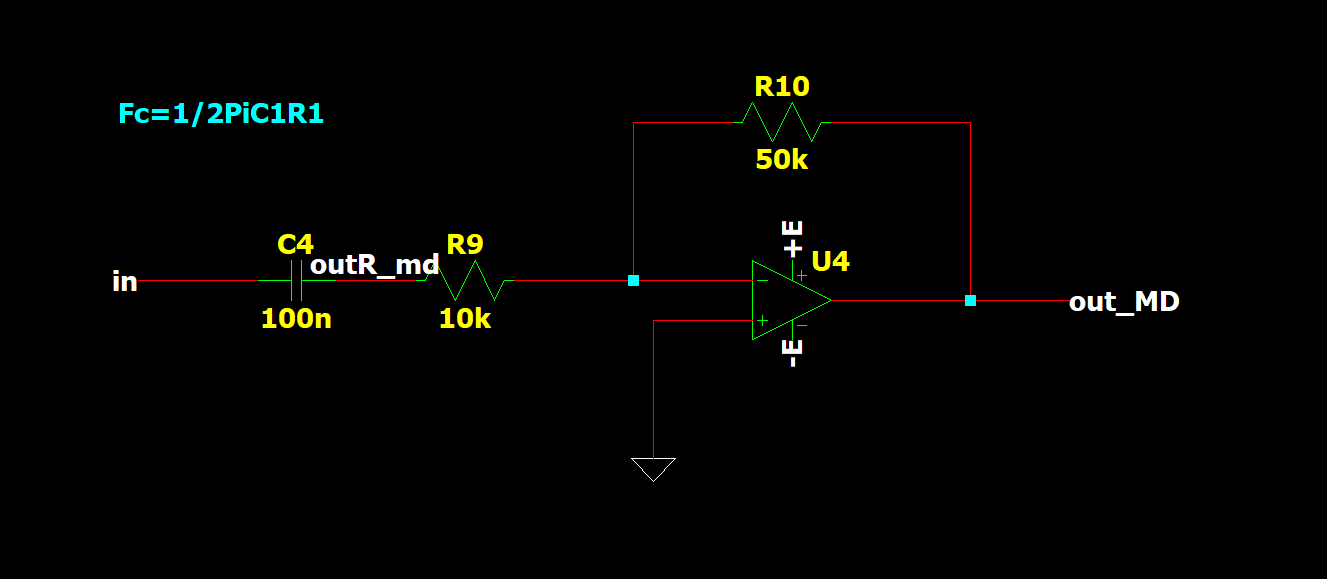 R10
Fc=1/2PiC1R1
50k
+E
C4
R9
U4
outR_md
in
out_MD
100n
10k
-E